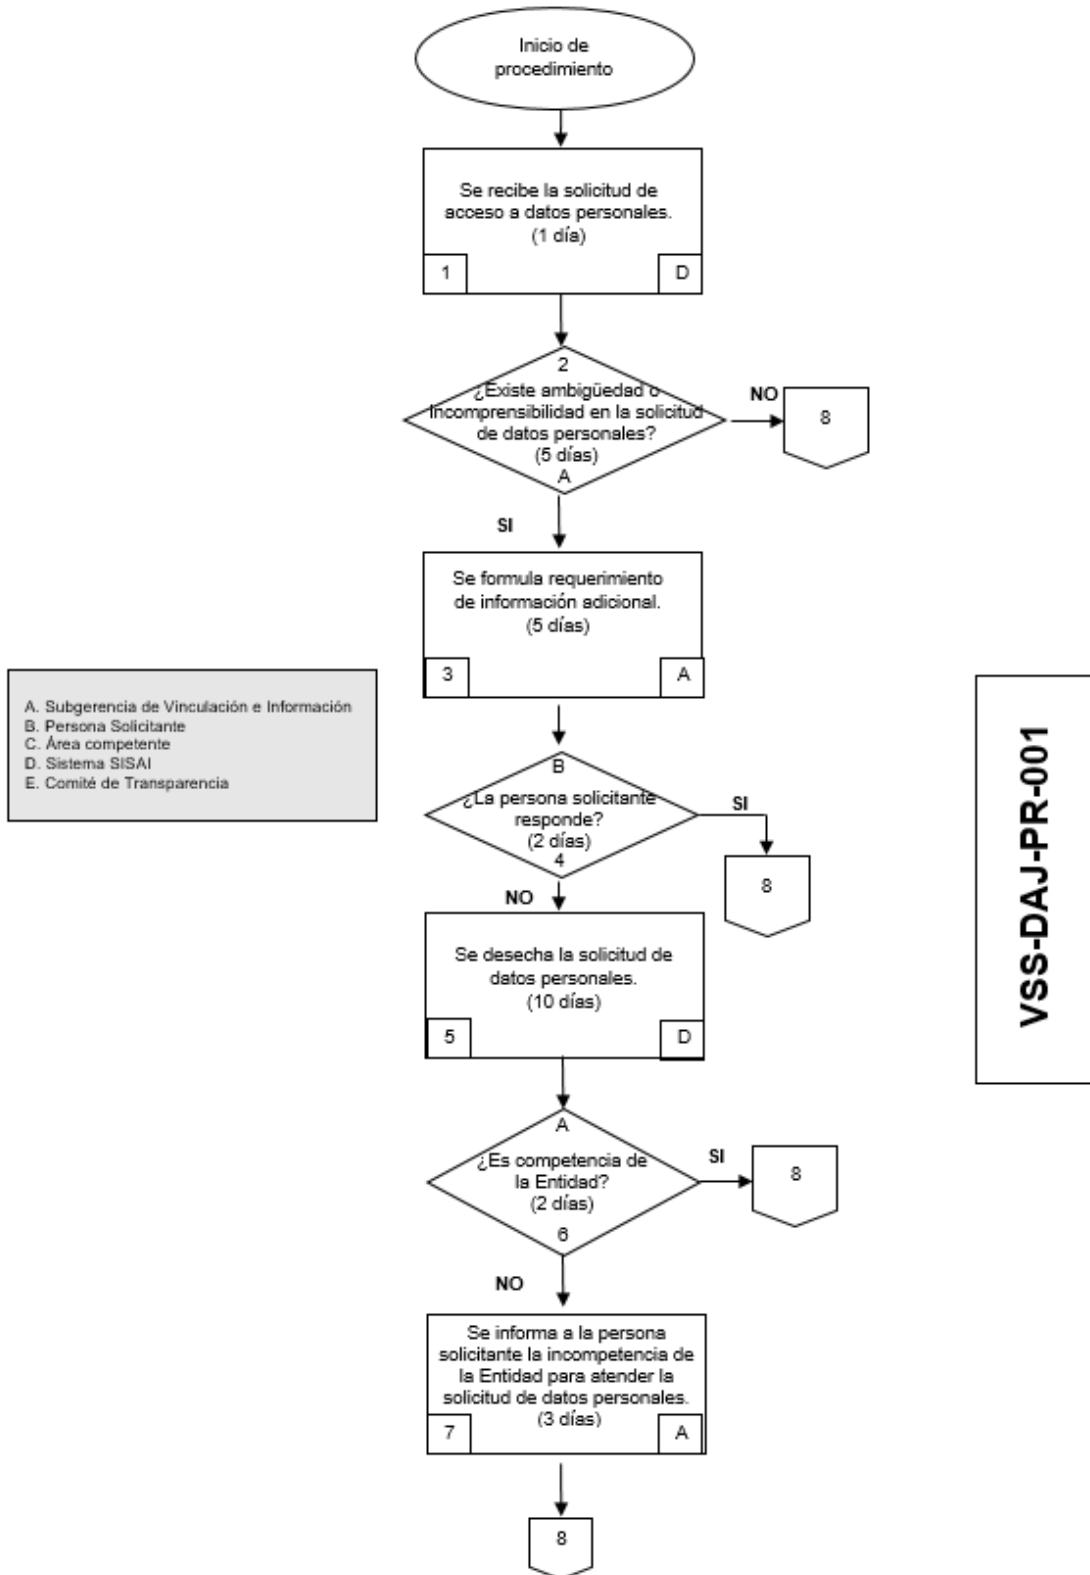 Inicio de
procedimiento
Se recibe la solicitud de
acceso a datos personales.
(1 día)
1
D
2
¿Existe ambigüedad o
Incomprensibilidad en la solicitud
de datos personales?
(5 días)
A
NO
8
SI
Se formula requerimiento
de información adicional.
(5 días)
3
A
A. Subgerencia de Vinculación e Información
B. Persona Solicitante
C. Área competente
D. Sistema SISAI
E. Comité de Transparencia
VSS-DAJ-PR-001
B
¿La persona solicitante
responde?
(2 días)
4
SI
8
NO
Se desecha la solicitud de
datos personales.
(10 días)
5
D
A
¿Es competencia de
la Entidad?
(2 días)
6
SI
8
NO
Se informa a la persona
solicitante la incompetencia de
la Entidad para atender la
solicitud de datos personales.
(3 días)
7
A
8